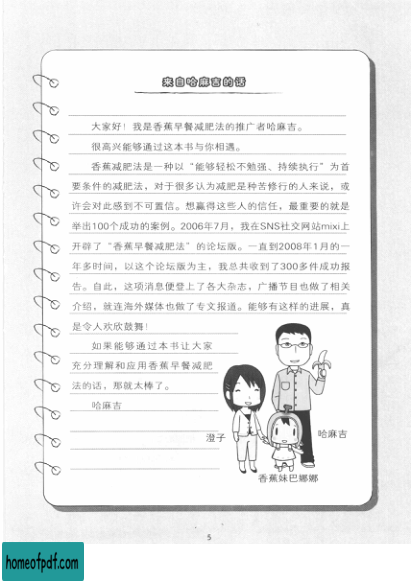 来自哈麻吉的话
大家好！我是香蕉早餐减肥法的推广者哈麻吉。
很高兴能够通过这本书与你相遇。
香蕉减肥法是一种以“能够轻松不勉强、持续执行”为首
要条件的减肥法，对于很多认为减肥是种苦修行的人来说，或
许会对此感到不可置信。想赢得这些人的信任，最重要的就是
举出100个成功的案例。2006年7月，我在SNS社交网站mixi上
开辟了“香蕉早餐减肥法”的论坛版。一直到2008年1月的一
年多时间，以这个论坛版为主，我总共收到了300多件成功报
告。自此，这项消息便登上了各大杂志，广播节目也做了相关
介绍，就连海外媒体也做了专文报道。能够有这样的进展，真
是令人欢欣鼓舞！
如果能够通过本书让大家
充分理解和应用香蕉早餐减肥
法的话，那就太棒了。
哈麻吉
澄子
哈麻吉
香蕉妹巴娜娜
5
homeofpdf.com